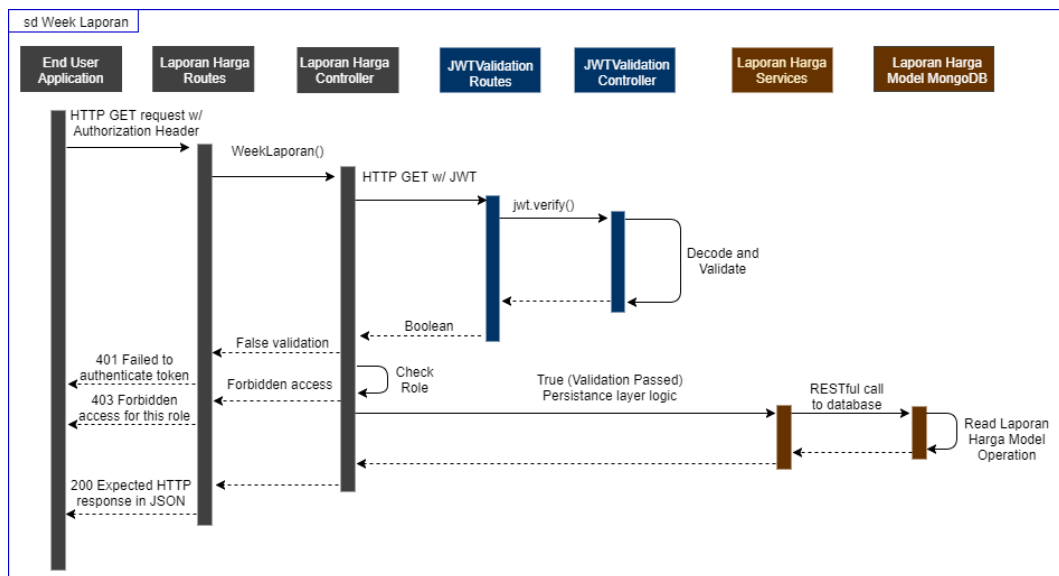 sd Week Laporan
End User
Application
Laporan Harga
Routes
Laporan Harga
Controller
JWTValidation
Routes
JWTValidation
Controller
Laporan Harga
Services
Laporan Harga
Model MongoDB
HTTP GET request w/
Authorization Header
WeekLaporan()
HTTP GET w/ JWT
jwt.verify()
Decode and
Validate
Boolean
False validation
401 Failed to
authenticate token
Check
Role
Forbidden access
403 Forbidden
access for this role
True (Validation Passed)
Persistance layer logic
RESTful call
to database
Read Laporan
Harga Model
Operation
200 Expected HTTP
response in JSON